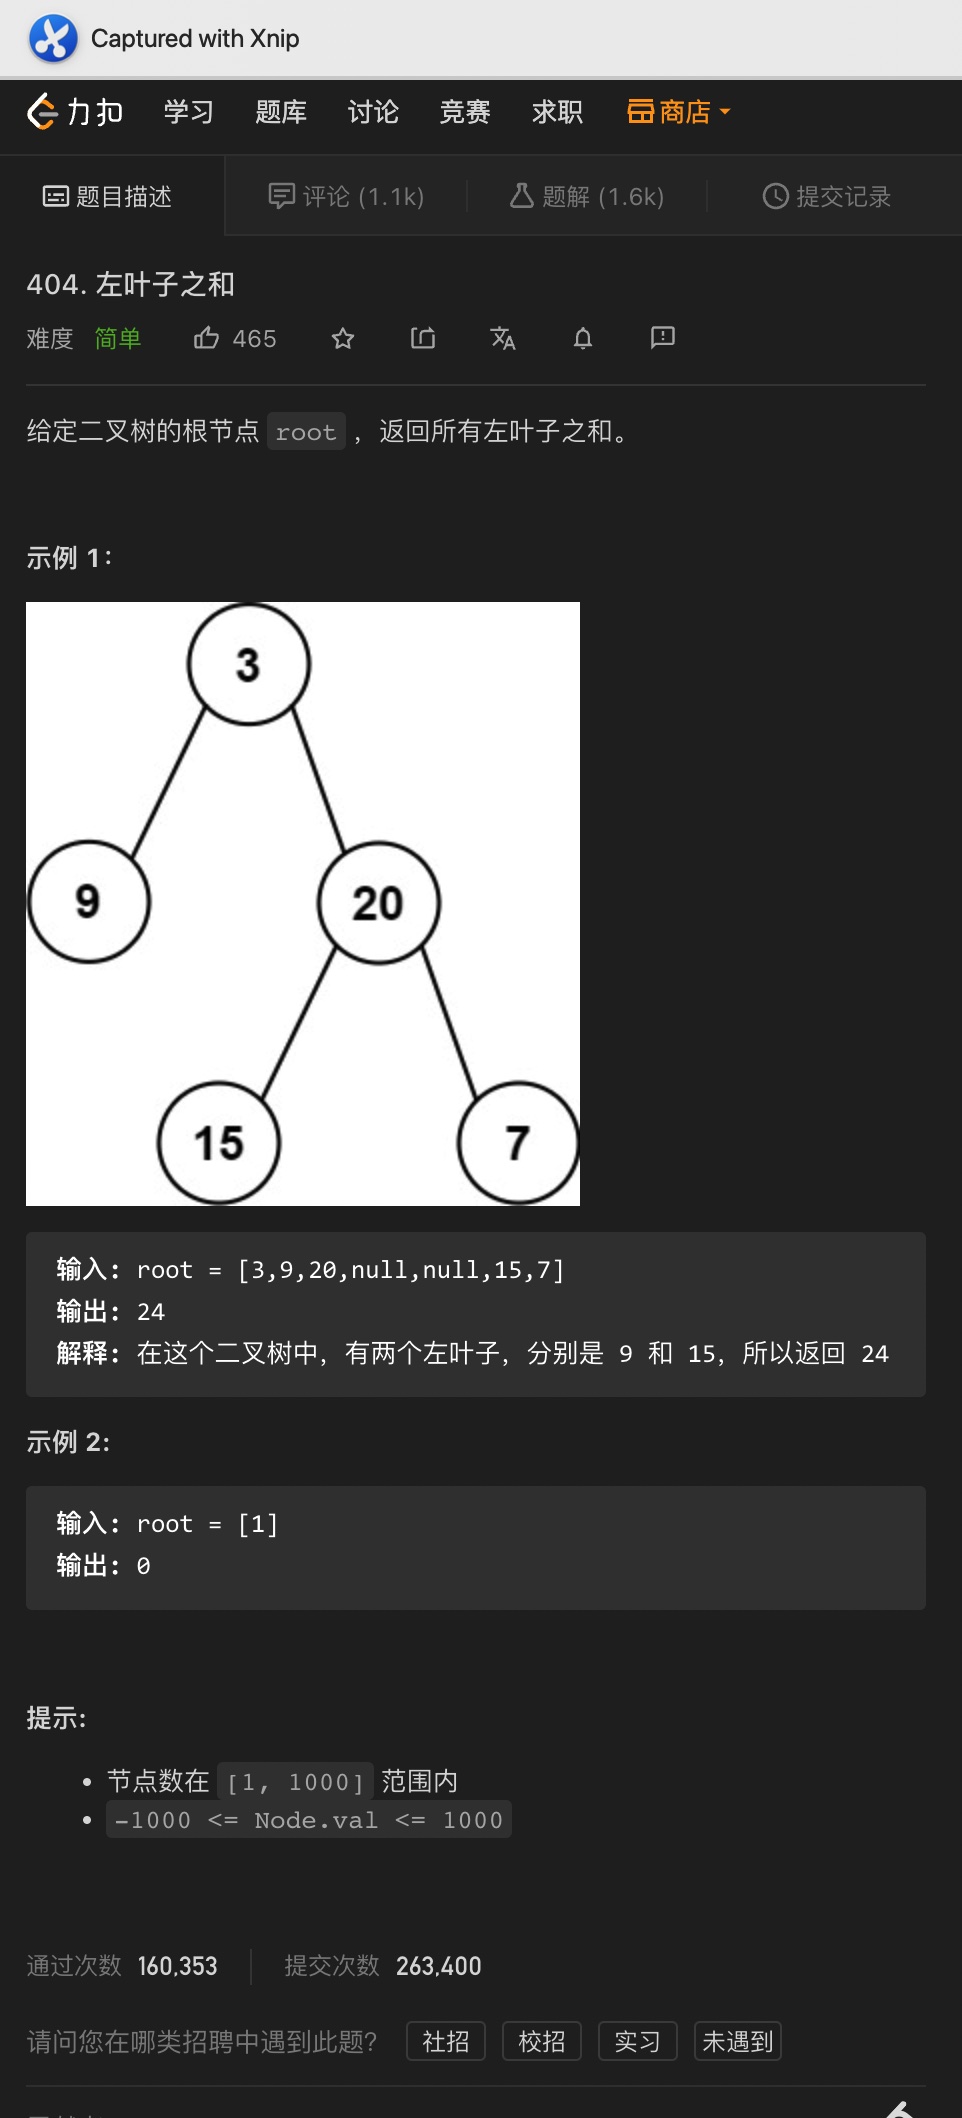 Captured with Xnip
力扣 学习 题库 讨论 竞赛 求职 商店
题目描述 评论 (1.1k) 题解 (1.6k) 提交记录
404. 左叶子之和
难度 简单 465
给定二叉树的根节点 root ，返回所有左叶子之和。
示例 1：
3
9 20
15 7
输入: root = [3,9,20,null,null,15,7]
输出: 24
解释: 在这个二叉树中，有两个左叶子，分别是 9 和 15，所以返回 24
示例 2:
输入: root = [1]
输出: 0
提示:
• 节点数在 [1, 1000] 范围内
• -1000 <= Node.val <= 1000
通过次数 160,353 提交次数 263,400
请问您在哪类招聘中遇到此题? 社招 校招 实习 未遇到